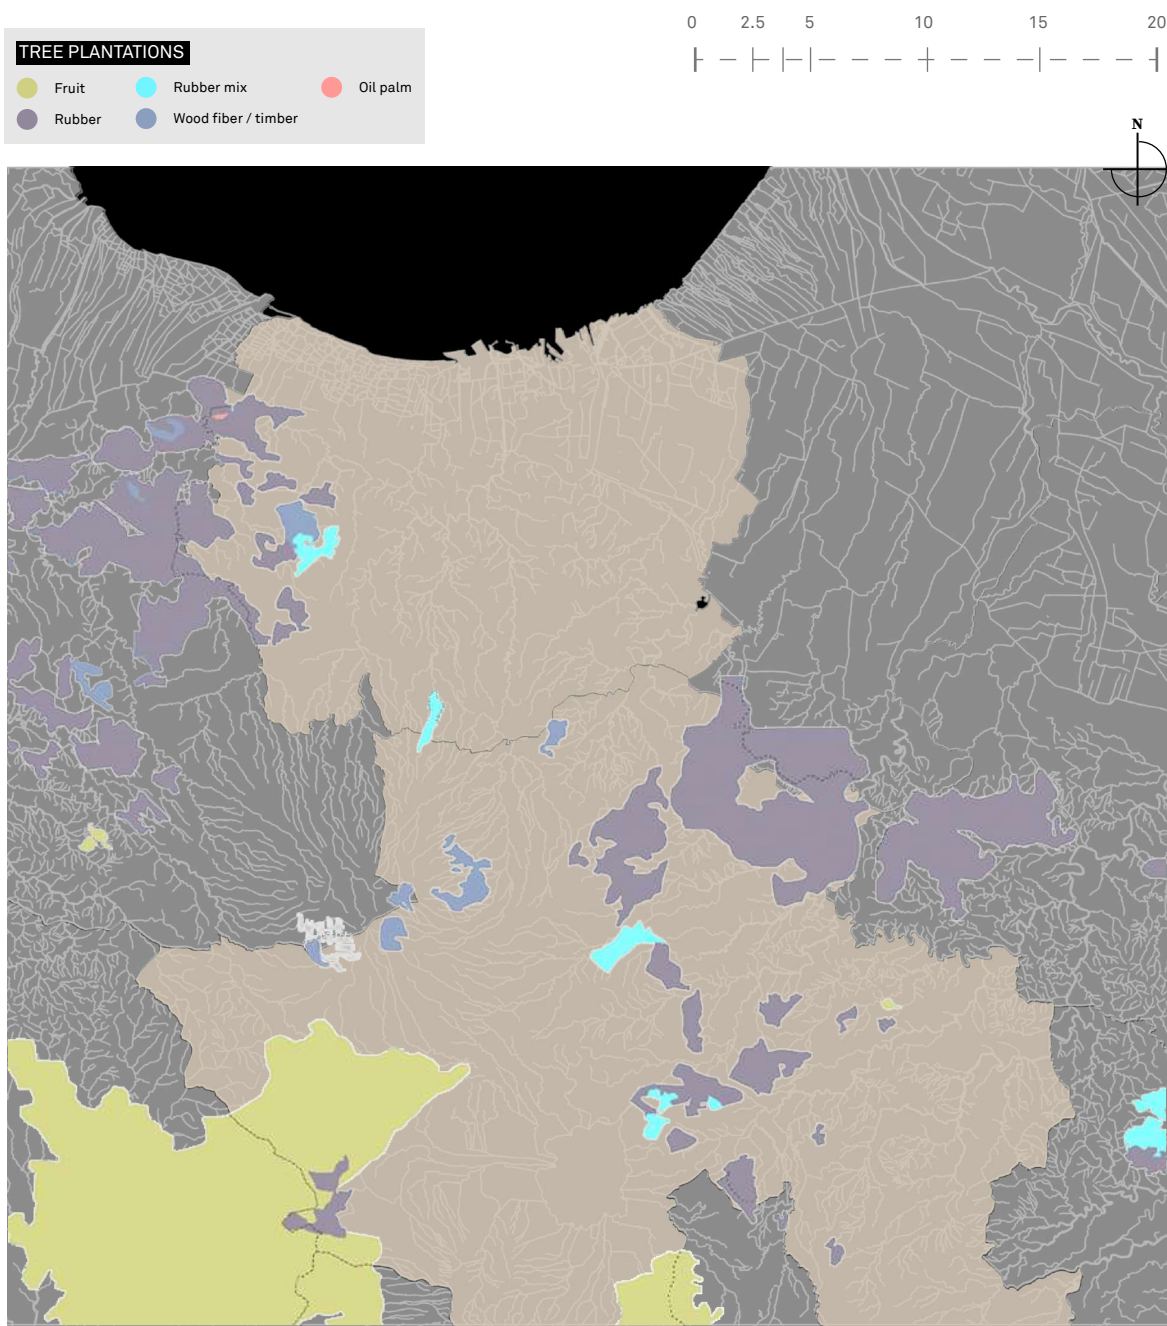 0 2.5 5 10 15 20
TREE PLANTATIONS
Fruit Rubber mix Oil palm
Rubber Wood fiber / timber
N